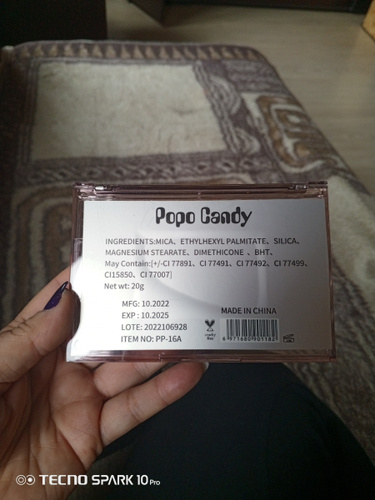 Popo Candy
INGREDIENTS:MICA、ETHYLHEXYL PALMITATE、SILICA、
MAGNESIUM STEARATE、DIMETHICONE 、BHT、
May Contain:[+/-CI 77891、CI 77491、CI 77492、CI 77499、
CI15850、CI 77007]
Net wt: 20g
MFG: 10.2022
EXP : 10.2025
LOTE: 2022106928
ITEM NO: PP-16A
MADE IN CHINA
cruelty
free
TECNO SPARK 10 Pro